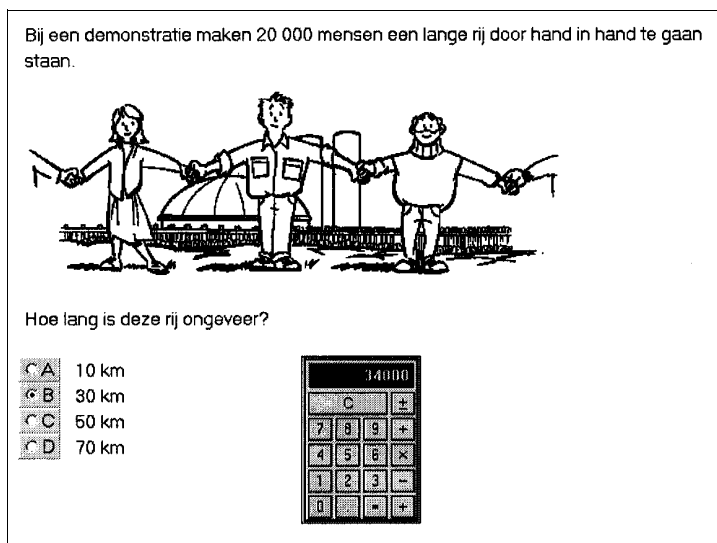 Bij een demonstratie maken 20 000 mensen een lange rij door hand in hand te gaan
staan.
Hoe lang is deze rij ongeveer?
A 10 km
B 30 km
C 50 km
D 70 km
34000
C ±
7 8 9 ÷
4 5 6 ×
1 2 3 −
0 . = +